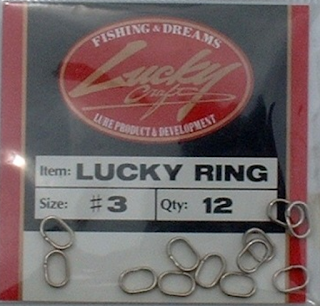 FISHING & DREAMS
Lucky
Craft
LURE PRODUCT & DEVELOPMENT
Item: LUCKY RING
Size: #3 Qty: 12